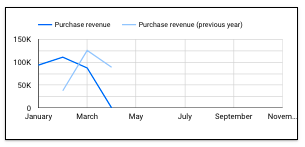 Purchase revenue Purchase revenue (previous year)
150K
100K
50K
0
January March May July September Novem...